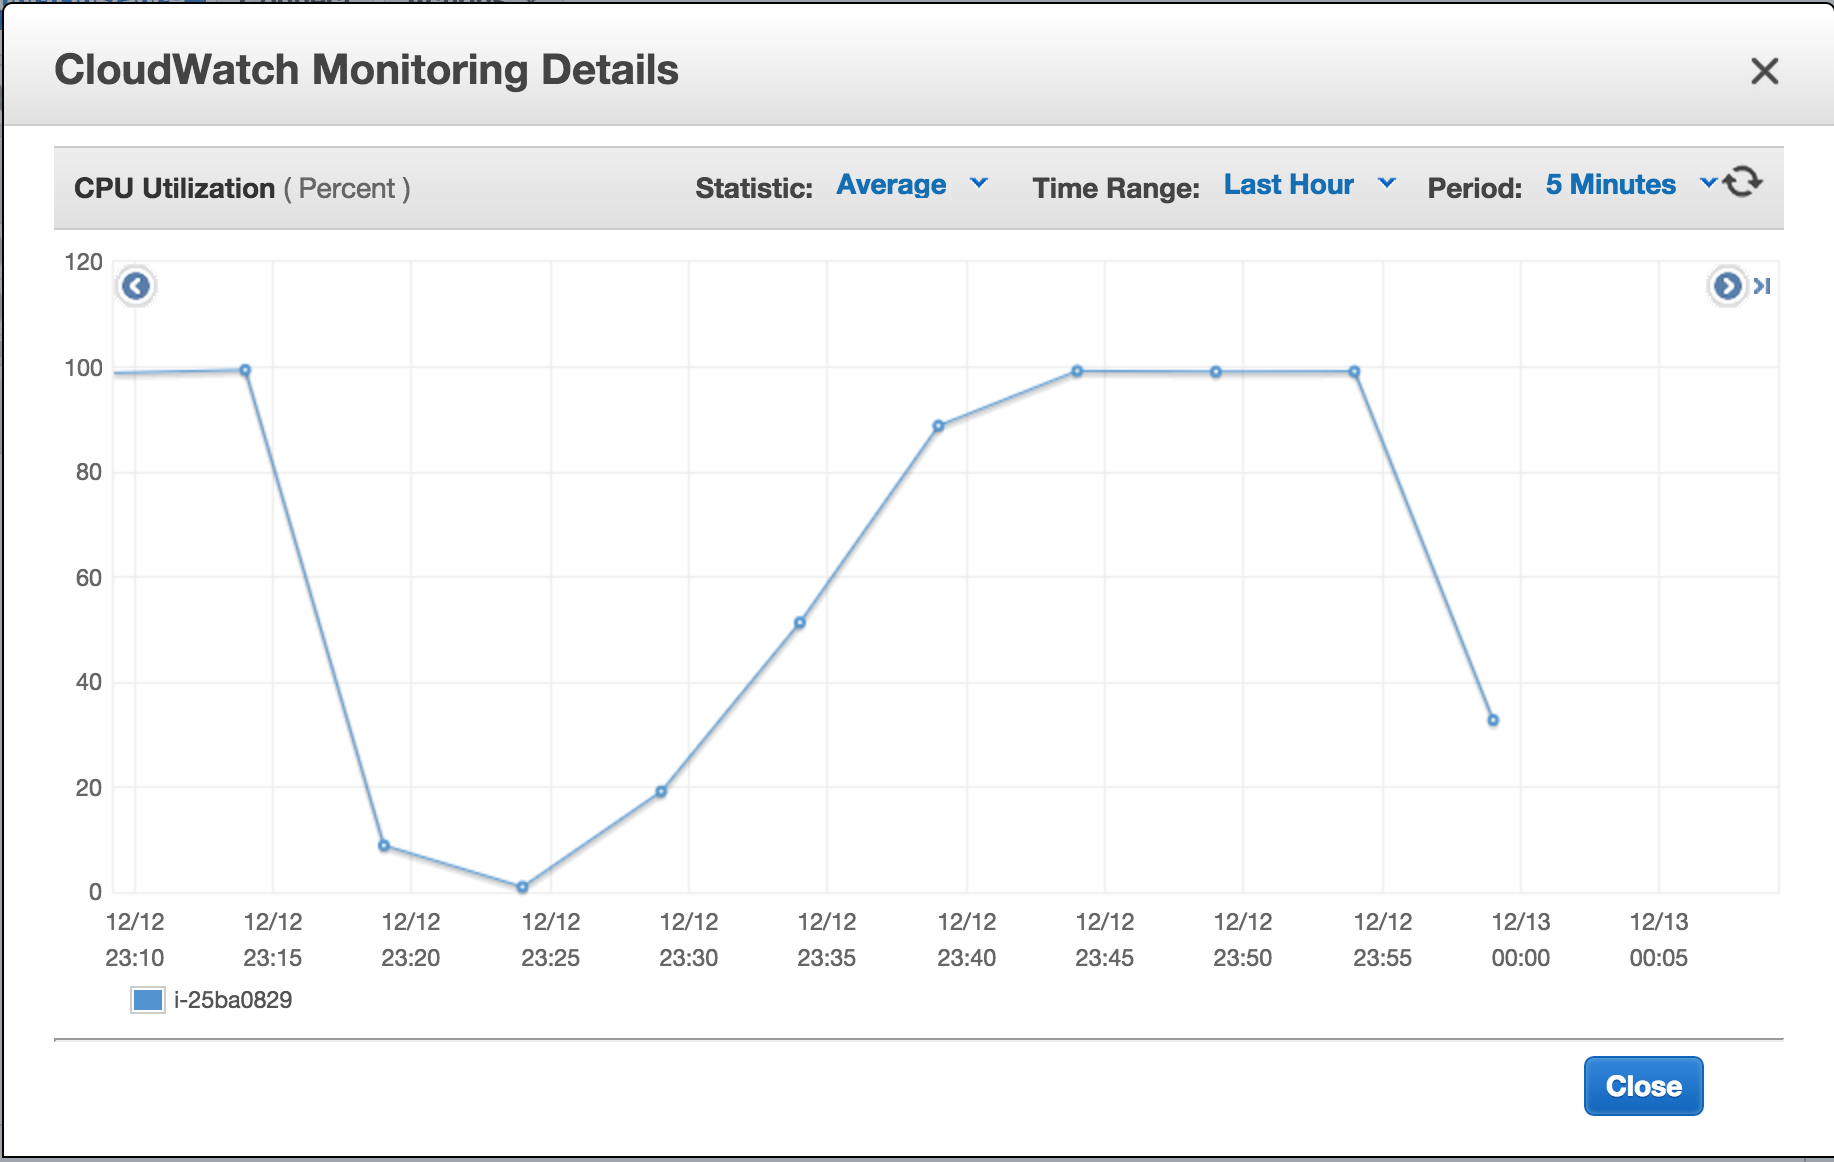 CloudWatch Monitoring Details
CPU Utilization ( Percent )
Statistic: Average
Time Range: Last Hour
Period: 5 Minutes
120
100
80
60
40
20
0
12/12 23:10
12/12 23:15
12/12 23:20
12/12 23:25
12/12 23:30
12/12 23:35
12/12 23:40
12/12 23:45
12/12 23:50
12/12 23:55
12/13 00:00
12/13 00:05
i-25ba0829
Close